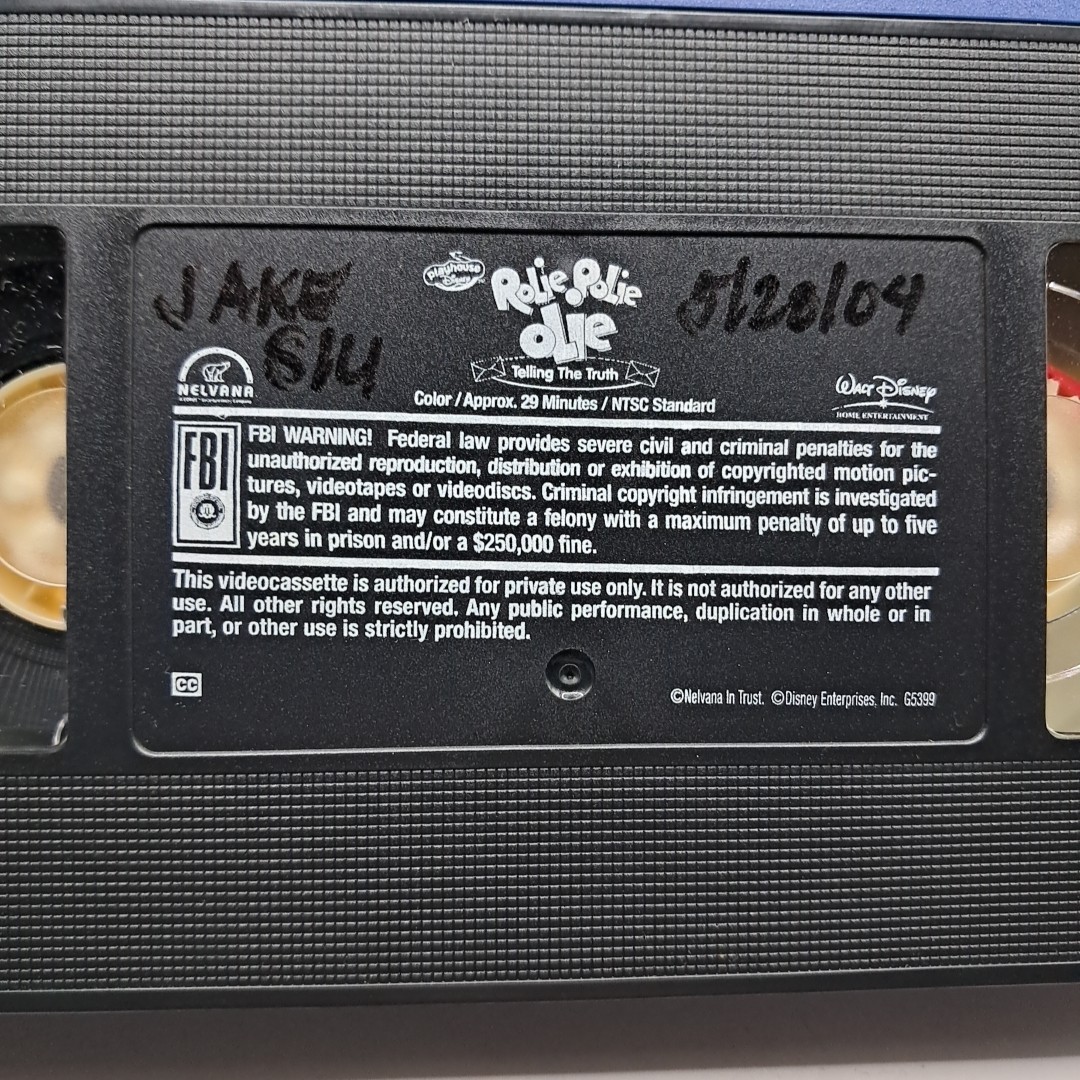 JAKE
5/28/04
playhouse
Disney
Rolie Polie
Olie
Telling The Truth
NELVANA
Color / Approx. 29 Minutes / NTSC Standard
WALT DISNEY
HOME ENTERTAINMENT
FBI
FBI WARNING! Federal law provides severe civil and criminal penalties for the
unauthorized reproduction, distribution or exhibition of copyrighted motion pic-
tures, videotapes or videodiscs. Criminal copyright infringement is investigated
by the FBI and may constitute a felony with a maximum penalty of up to five
years in prison and/or a $250,000 fine.
This videocassette is authorized for private use only. It is not authorized for any other
use. All other rights reserved. Any public performance, duplication in whole or in
part, or other use is strictly prohibited.
CC
©Nelvana In Trust. ©Disney Enterprises, Inc. G5399